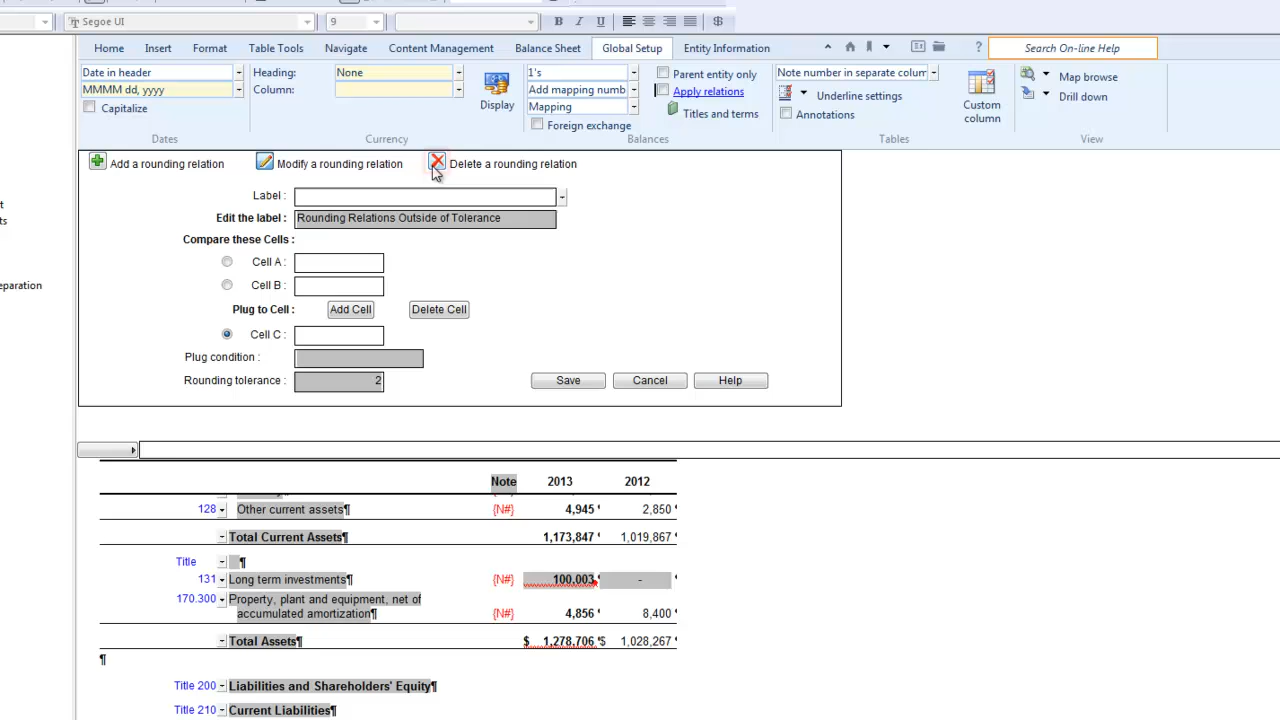 Segoe UI 9 B I U $
Home Insert Format Table Tools Navigate Content Management Balance Sheet Global Setup Entity Information ? Search On-line Help
Date in header Heading: None 1's Parent entity only Note number in separate colum Map browse
MMMM dd, yyyy Column: Display Add mapping numb Apply relations Underline settings Custom column Drill down
Capitalize Mapping Titles and terms Annotations
Foreign exchange
Dates Currency Balances Tables View
Add a rounding relation Modify a rounding relation Delete a rounding relation
Label :
Edit the label : Rounding Relations Outside of Tolerance
Compare these Cells :
Cell A :
Cell B :
Plug to Cell : Add Cell Delete Cell
Cell C :
Plug condition :
Rounding tolerance : 2 Save Cancel Help
t
ts
eparation
Note 2013 2012
128 Other current assets¶ {N#} 4,945 2,850
Total Current Assets¶ 1,173,847 1,019,867
Title ¶
131 Long term investments¶ {N#} 100,003 -
170.300 Property, plant and equipment, net of
accumulated amortization¶ {N#} 4,856 8,400
Total Assets¶ $ 1,278,706 $ 1,028,267
¶
Title 200 Liabilities and Shareholders' Equity¶
Title 210 Current Liabilities¶